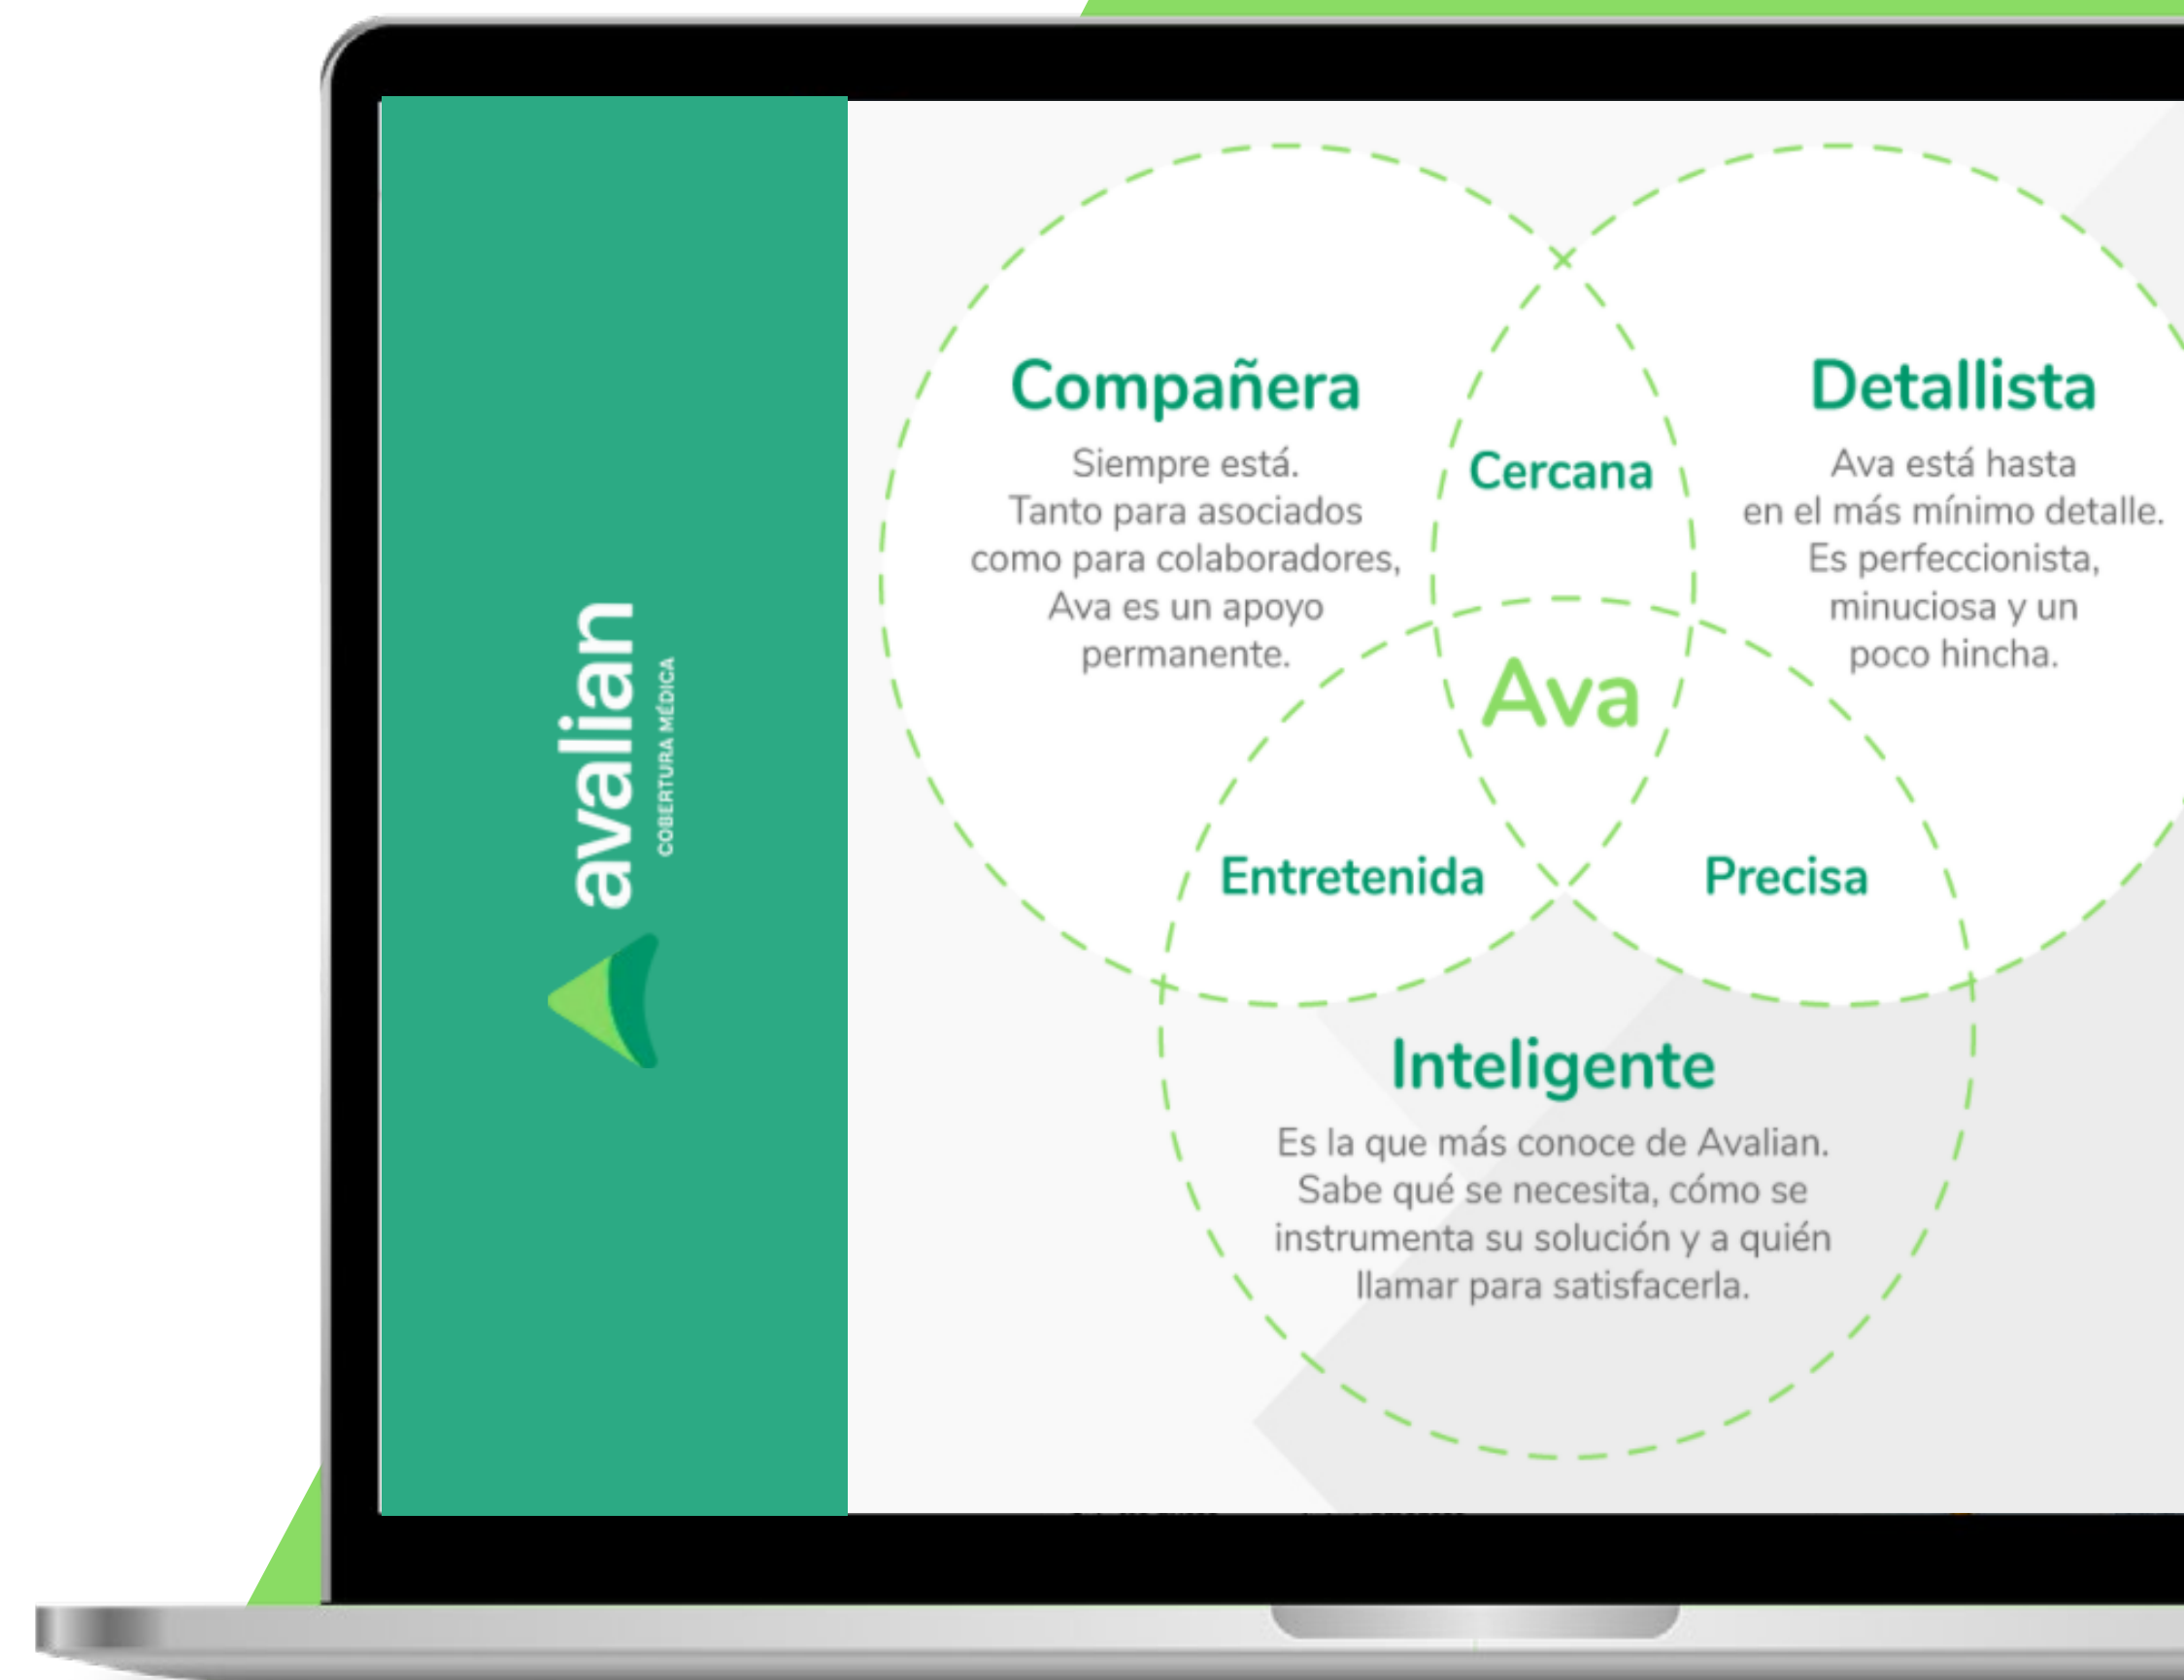 avalian
COBERTURA MÉDICA
Compañera
Siempre está.
Tanto para asociados
como para colaboradores,
Ava es un apoyo
permanente.
Cercana
Detallista
Ava está hasta
en el más mínimo detalle.
Es perfeccionista,
minuciosa y un
poco hincha.
Ava
Entretenida
Precisa
Inteligente
Es la que más conoce de Avalian.
Sabe qué se necesita, cómo se
instrumenta su solución y a quién
llamar para satisfacerla.